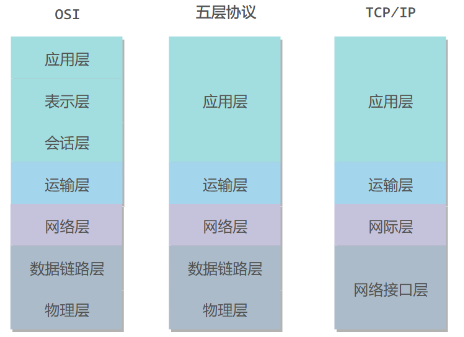 OSI
五层协议
TCP/IP
应用层
表示层
会话层
运输层
网络层
数据链路层
物理层
应用层
运输层
网络层
数据链路层
物理层
应用层
运输层
网际层
网络接口层